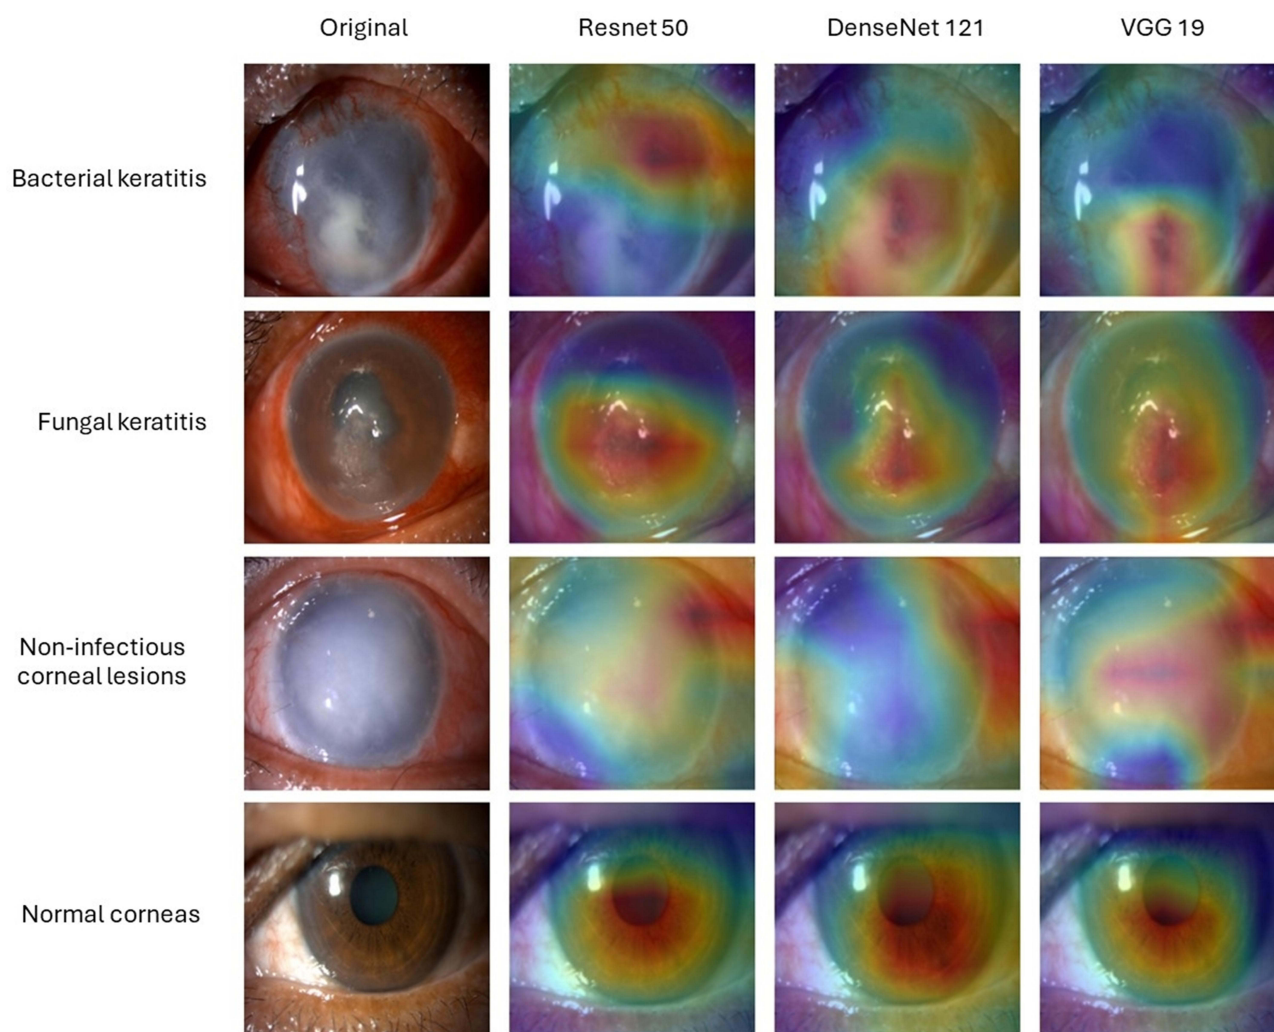 Original Resnet 50 DenseNet 121 VGG 19
Bacterial keratitis
Fungal keratitis
Non-infectious
corneal lesions
Normal corneas